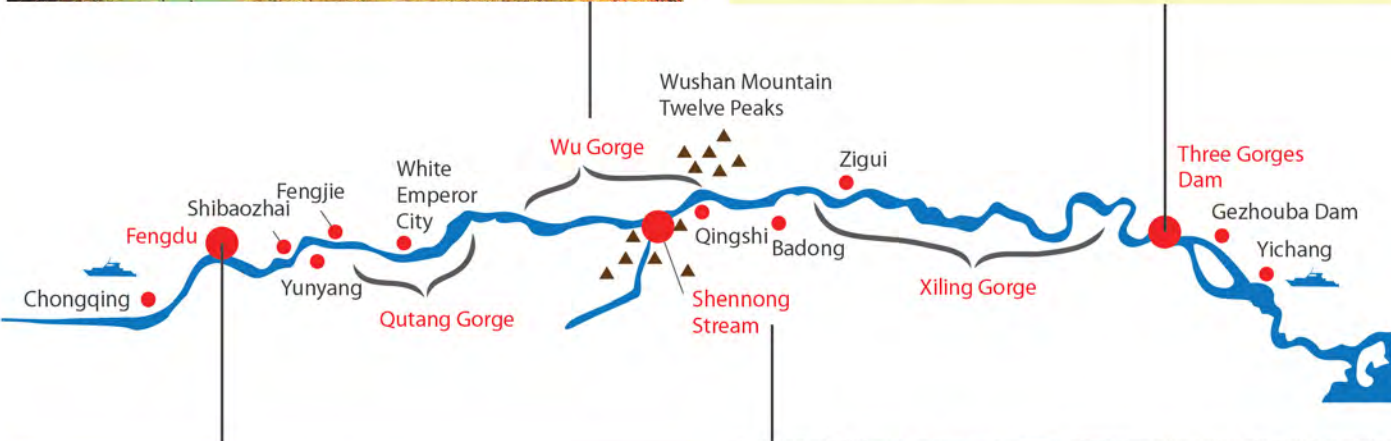 Wushan Mountain
Twelve Peaks
Wu Gorge
Zigui
Three Gorges
Dam
White
Emperor
City
Fengjie
Shibaozhai
Fengdu
Gezhouba Dam
Qingshi
Badong
Yichang
Yunyang
Chongqing
Qutang Gorge
Shennong
Stream
Xiling Gorge